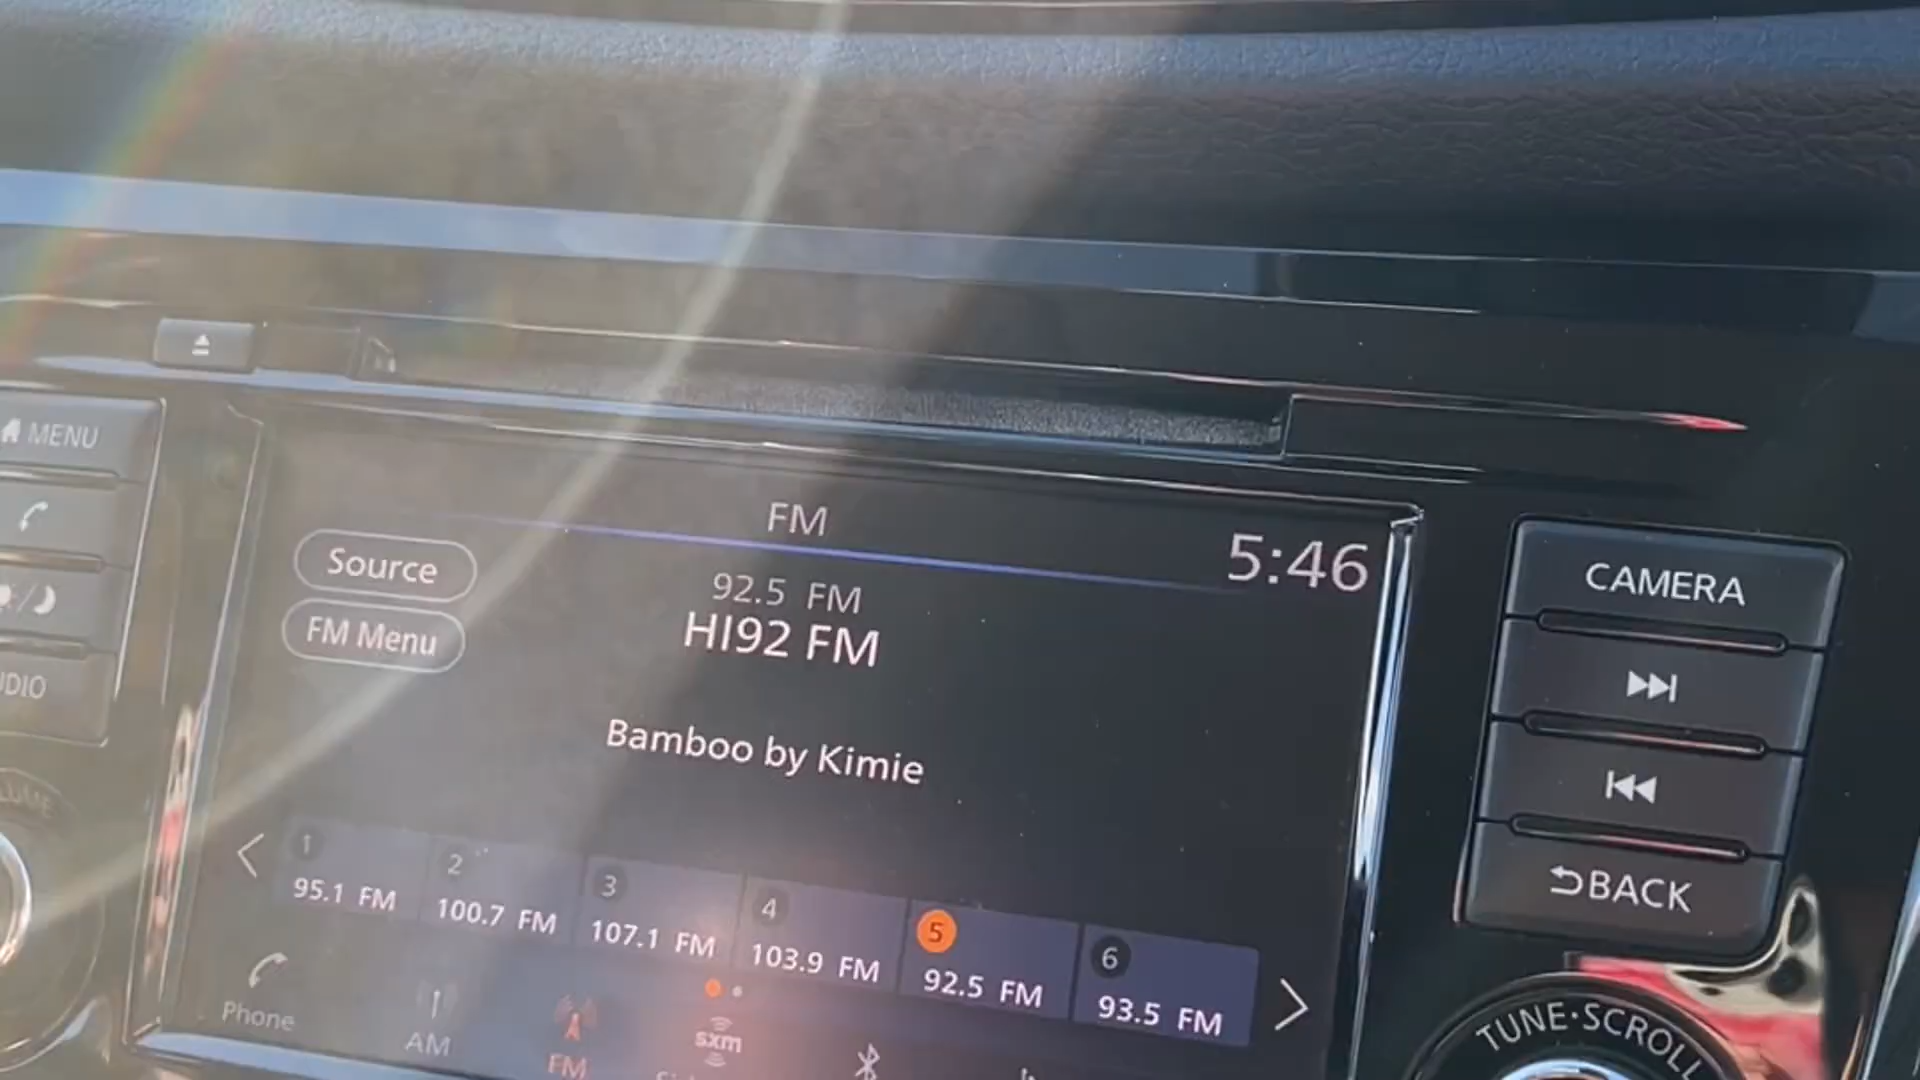 MENU
FM
5:46
Source
92.5 FM
CAMERA
FM Menu
HI92 FM
Bamboo by Kimie
BACK
1
2
3
4
5
6
95.1 FM
100.7 FM
107.1 FM
103.9 FM
92.5 FM
93.5 FM
Phone
AM
FM
sxm
TUNE·SCROLL